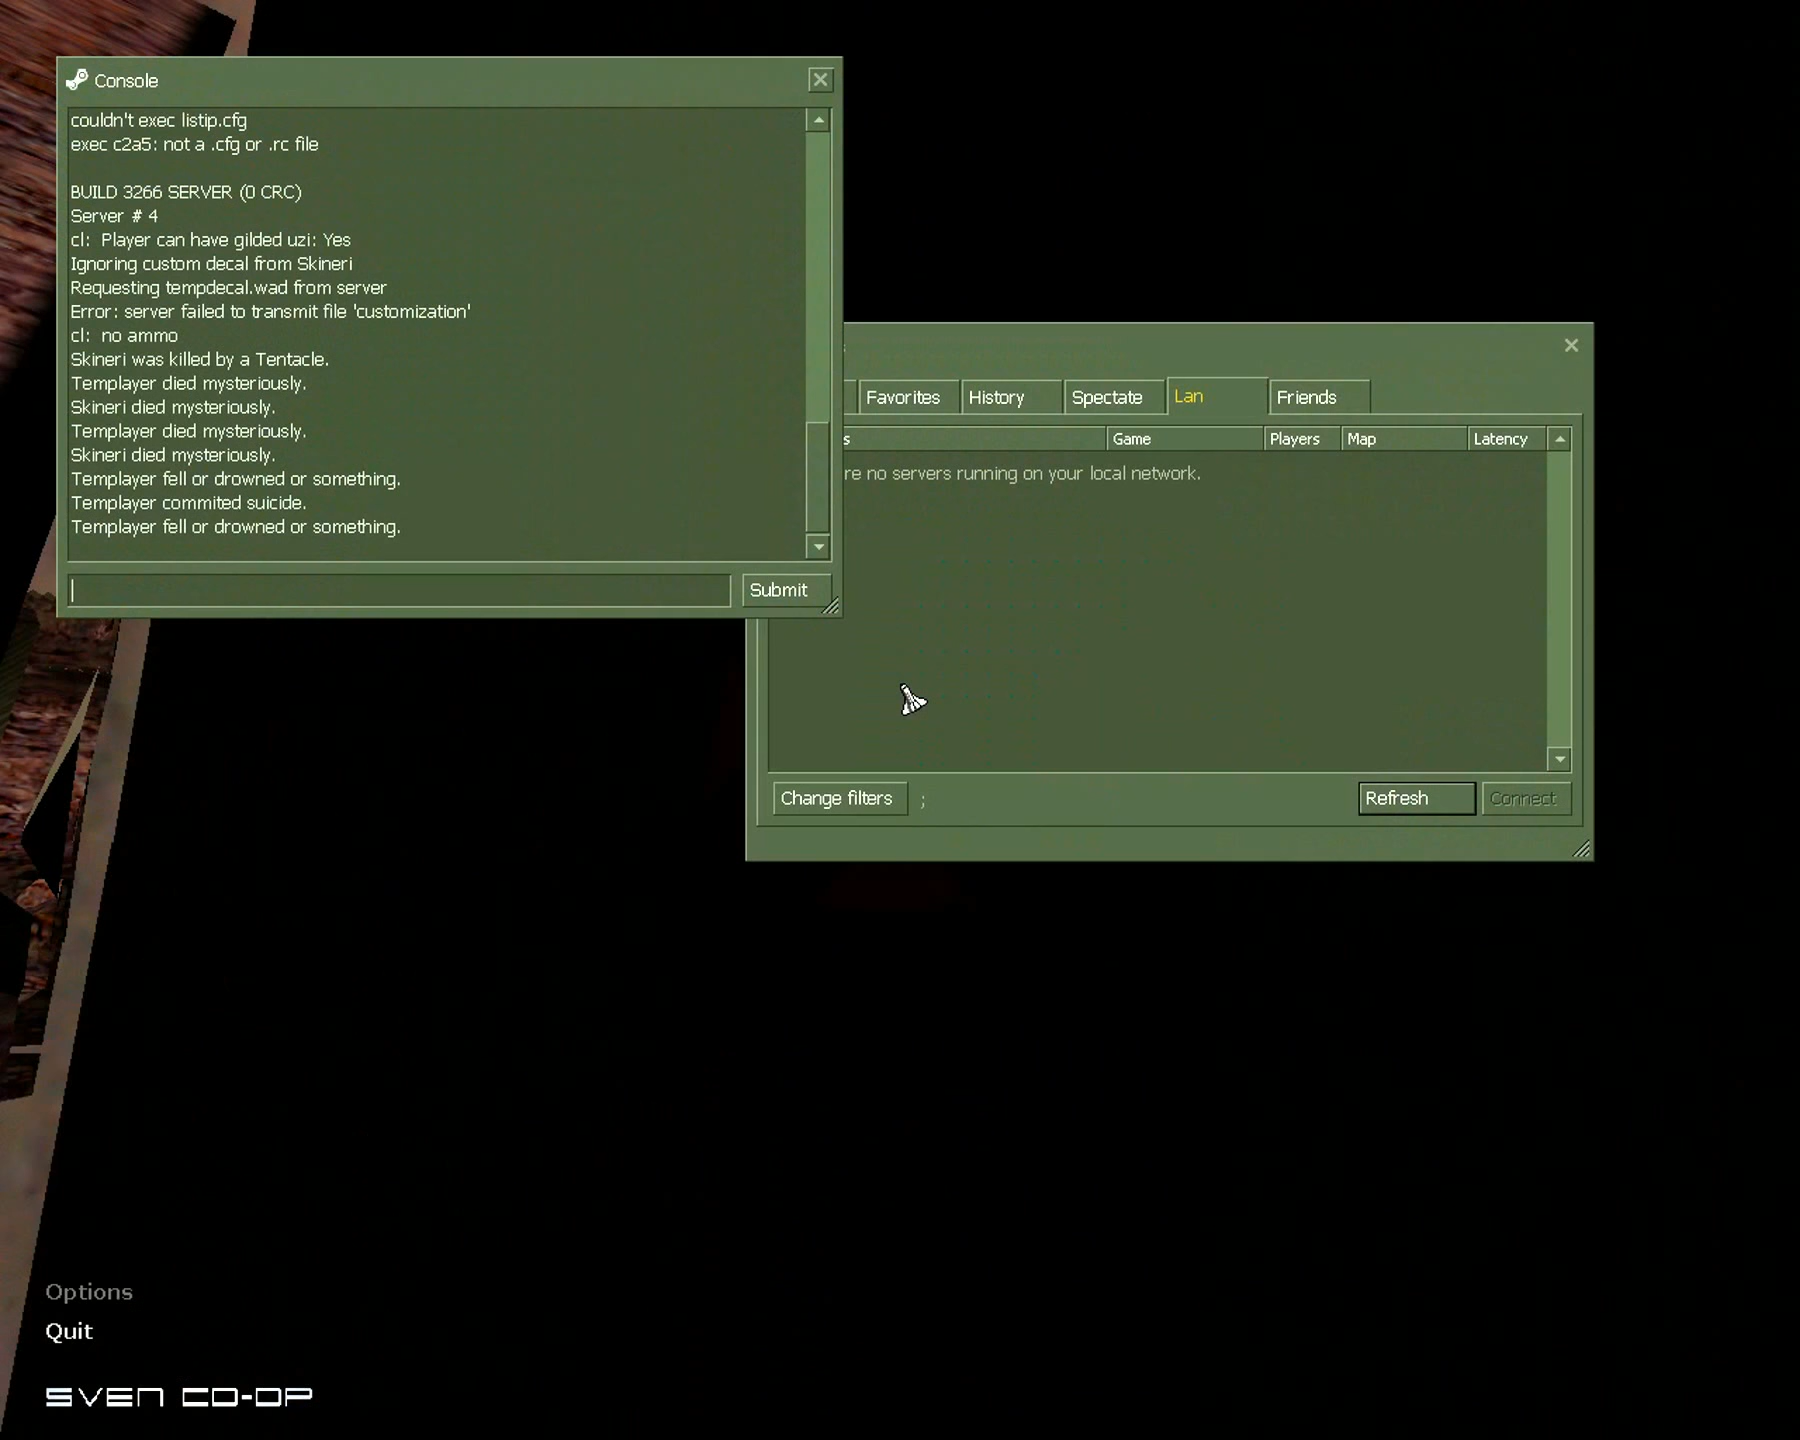 Console
couldn't exec listip.cfg
exec c2a5: not a .cfg or .rc file
BUILD 3266 SERVER (0 CRC)
Server # 4
cl:  Player can have gilded uzi: Yes
Ignoring custom decal from Skineri
Requesting tempdecal.wad from server
Error: server failed to transmit file 'customization'
cl:  no ammo
Skineri was killed by a Tentacle.
Templayer died mysteriously.
Skineri died mysteriously.
Templayer died mysteriously.
Skineri died mysteriously.
Templayer fell or drowned or something.
Templayer commited suicide.
Templayer fell or drowned or something.
Submit
Favorites History Spectate Lan Friends
s Game Players Map Latency
re no servers running on your local network.
Change filters ; Refresh Connect
Options
Quit
SVEN CO-OP